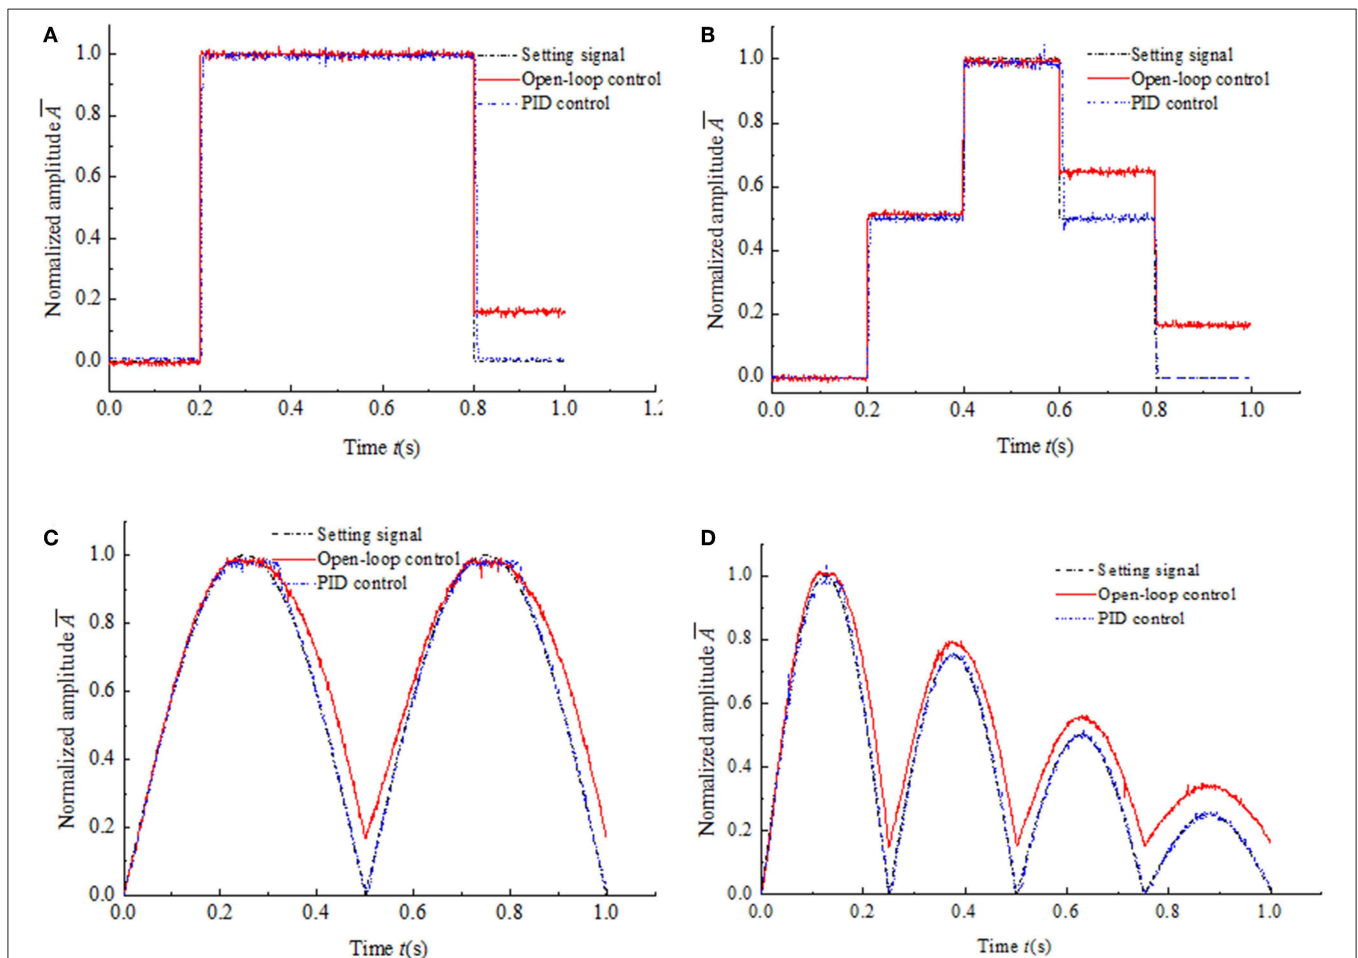 A
Normalized amplitude A̅
1.0
0.8
0.6
0.4
0.2
0.0
0.0 0.2 0.4 0.6 0.8 1.0 1.2
Time t(s)
Setting signal
Open-loop control
PID control
B
Normalized amplitude A̅
1.0
0.8
0.6
0.4
0.2
0.0
0.0 0.2 0.4 0.6 0.8 1.0
Time t(s)
Setting signal
Open-loop control
PID control
C
Normalized amplitude A̅
1.0
0.8
0.6
0.4
0.2
0.0
0.0 0.2 0.4 0.6 0.8 1.0
Time t(s)
Setting signal
Open-loop control
PID control
D
Normalized amplitude A̅
1.0
0.8
0.6
0.4
0.2
0.0
0.0 0.2 0.4 0.6 0.8 1.0
Time t(s)
Setting signal
Open-loop control
PID control